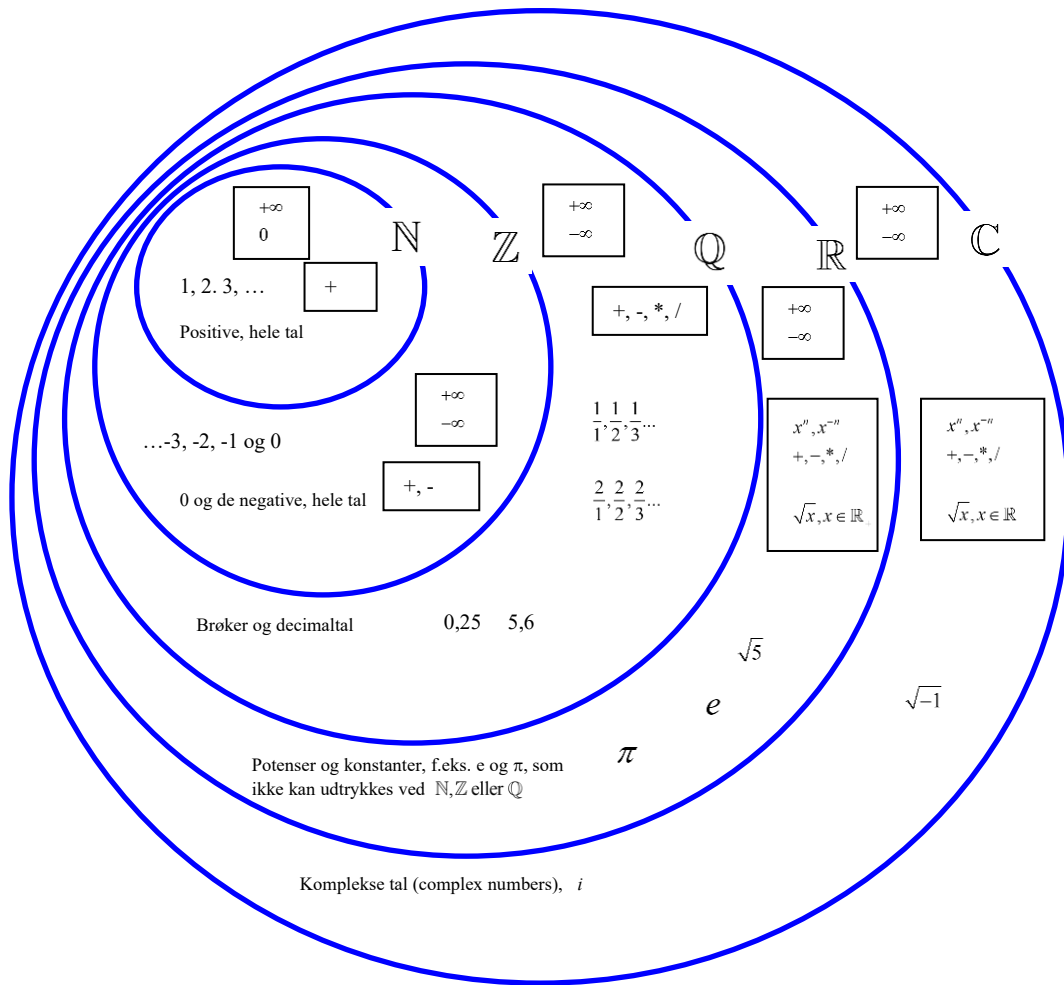 +∞
0
ℕ
1, 2. 3, …
+
Positive, hele tal
ℤ
+∞
−∞
…-3, -2, -1 og 0
+, -
0 og de negative, hele tal
+∞
−∞
ℚ
+, -, *, /
1/1, 1/2, 1/3...
2/1, 2/2, 2/3...
Brøker og decimaltal
0,25 5,6
ℝ
+∞
−∞
xⁿ, x⁻ⁿ
+,−,*,/
√x, x ∈ ℝ
√5
e
π
Potenser og konstanter, f.eks. e og π, som
ikke kan udtrykkes ved ℕ,ℤ eller ℚ
+∞
−∞
ℂ
xⁿ, x⁻ⁿ
+,−,*,/
√x, x ∈ ℝ
√−1
Komplekse tal (complex numbers), i